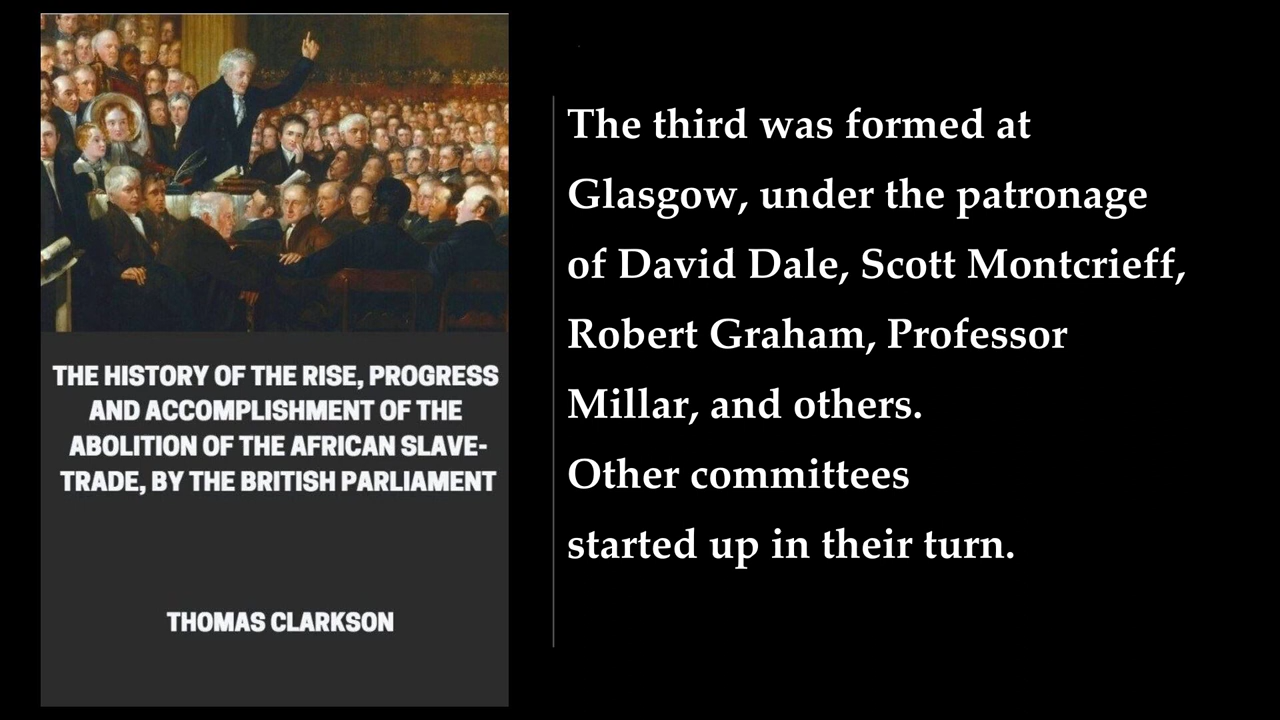 THE HISTORY OF THE RISE, PROGRESS
AND ACCOMPLISHMENT OF THE
ABOLITION OF THE AFRICAN SLAVE-
TRADE, BY THE BRITISH PARLIAMENT
THOMAS CLARKSON
The third was formed at
Glasgow, under the patronage
of David Dale, Scott Montcrieff,
Robert Graham, Professor
Millar, and others.
Other committees
started up in their turn.